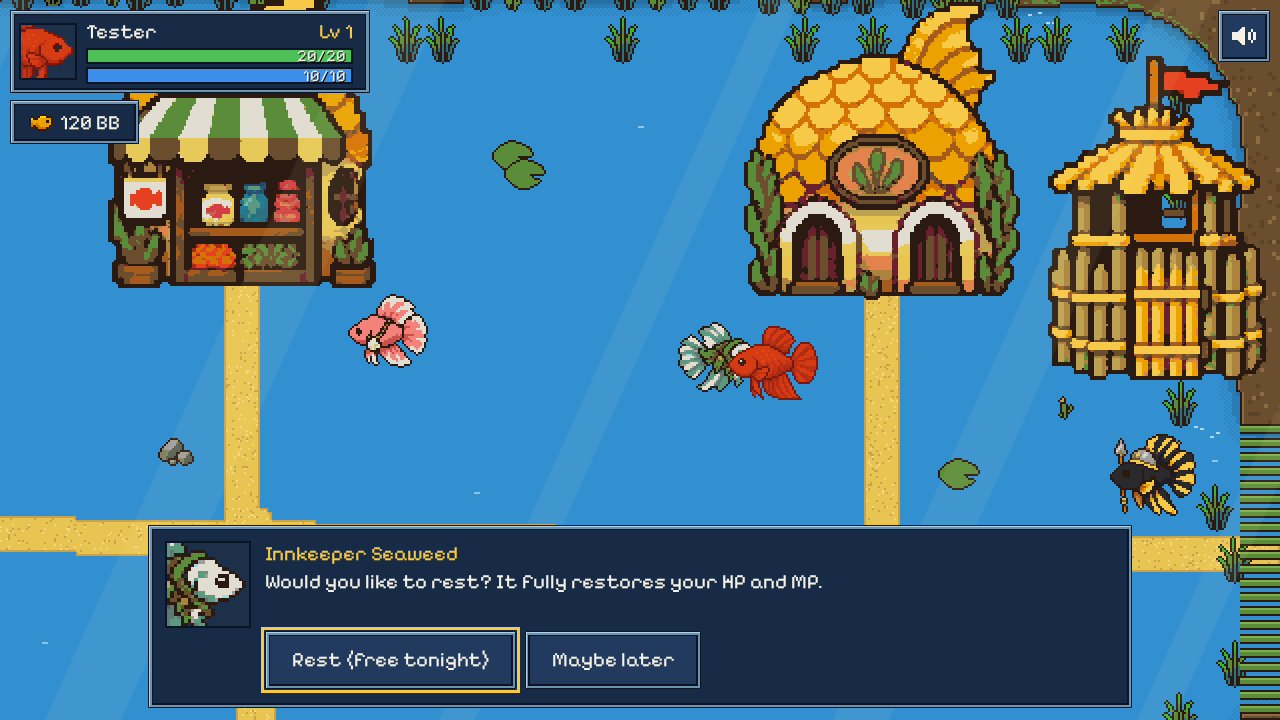 Tester Lv 1
20/20
10/10
120 BB
Innkeeper Seaweed
Would you like to rest? It fully restores your HP and MP.
Rest (free tonight) Maybe later